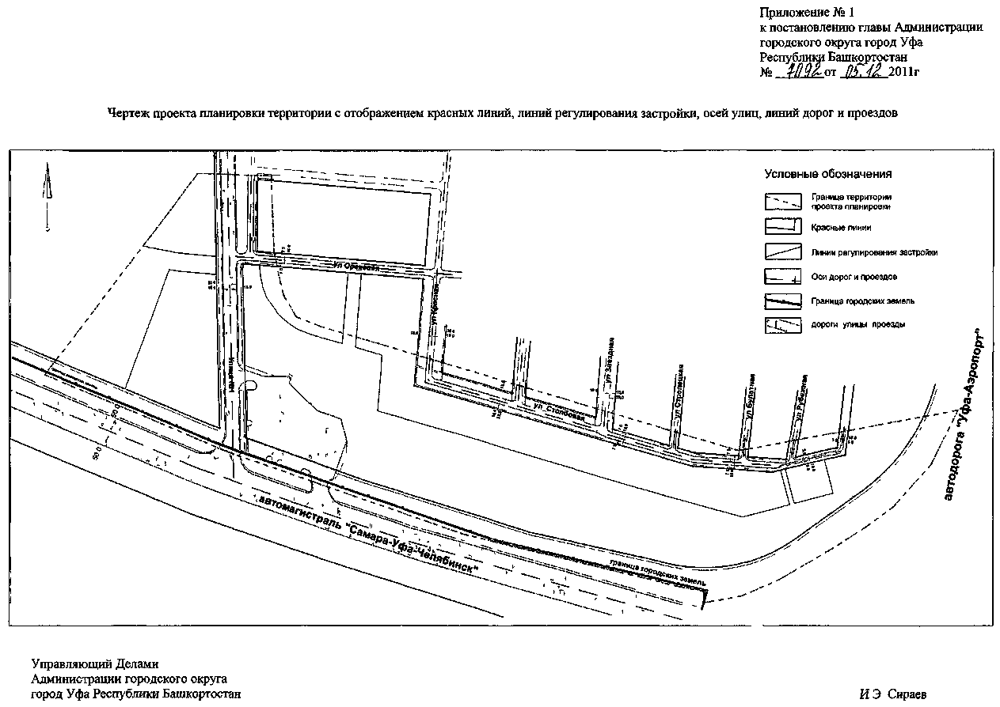 Приложение № 1
к постановлению главы Администрации
городского округа город Уфа
Республики Башкортостан
№ 7092 от 05.12 2011г
Чертеж проекта планировки территории с отображением красных линий, линий регулирования застройки, осей улиц, линий дорог и проездов
Условные обозначения
Граница территории
проекта планировки
Красные линии
Линии регулирования застройки
Оси дорог и проездов
Граница городских земель
дороги улицы проезды
ул Звездная
ул Стрелецкая
ул Булатная
ул Рубежная
ул Столбовая
автодорога "Уфа-Аэропорт"
50.0
50.0
автомагистраль "Самара-Уфа-Челябинск"
граница городских земель
Управляющий Делами
Администрации городского округа
город Уфа Республики Башкортостан
И Э Сираев